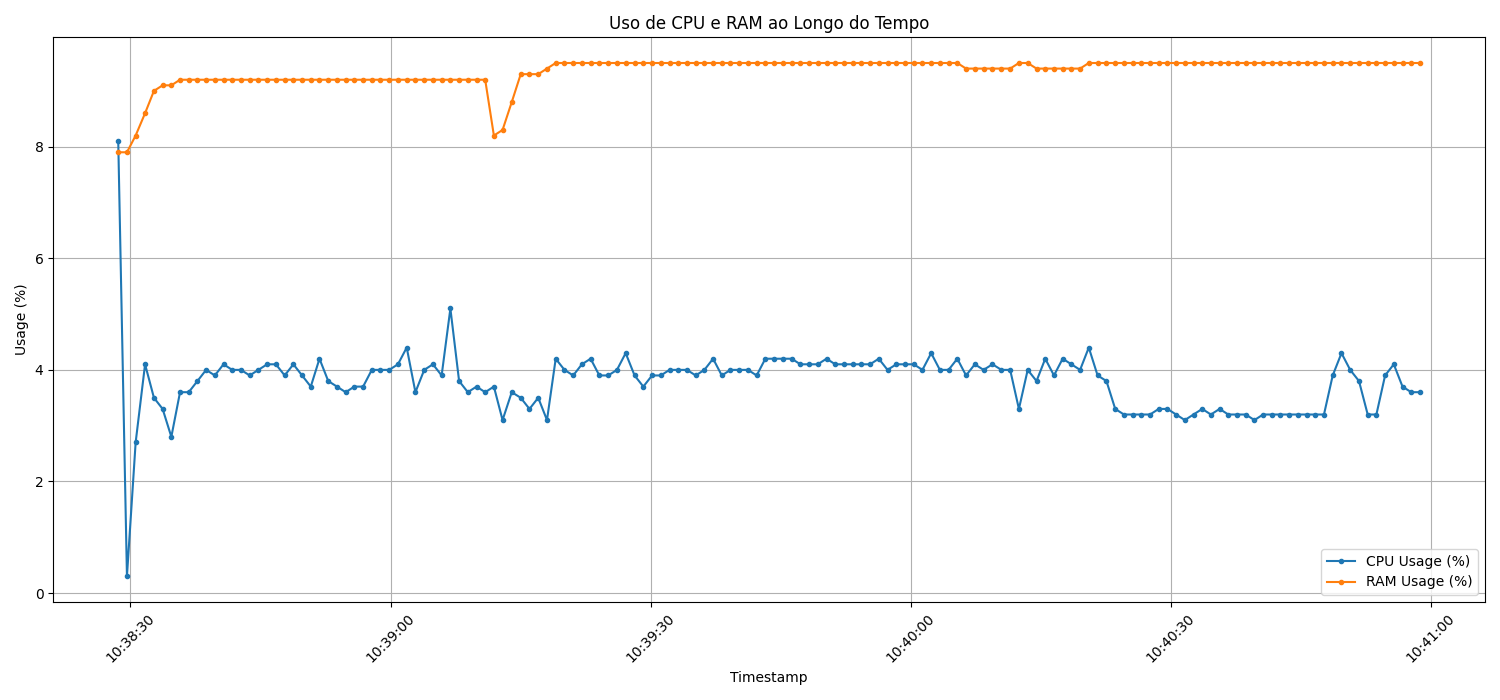 Uso de CPU e RAM ao Longo do Tempo
Usage (%)
8
6
4
2
0
CPU Usage (%)
RAM Usage (%)
10:38:30
10:39:00
10:39:30
10:40:00
10:40:30
10:41:00
Timestamp